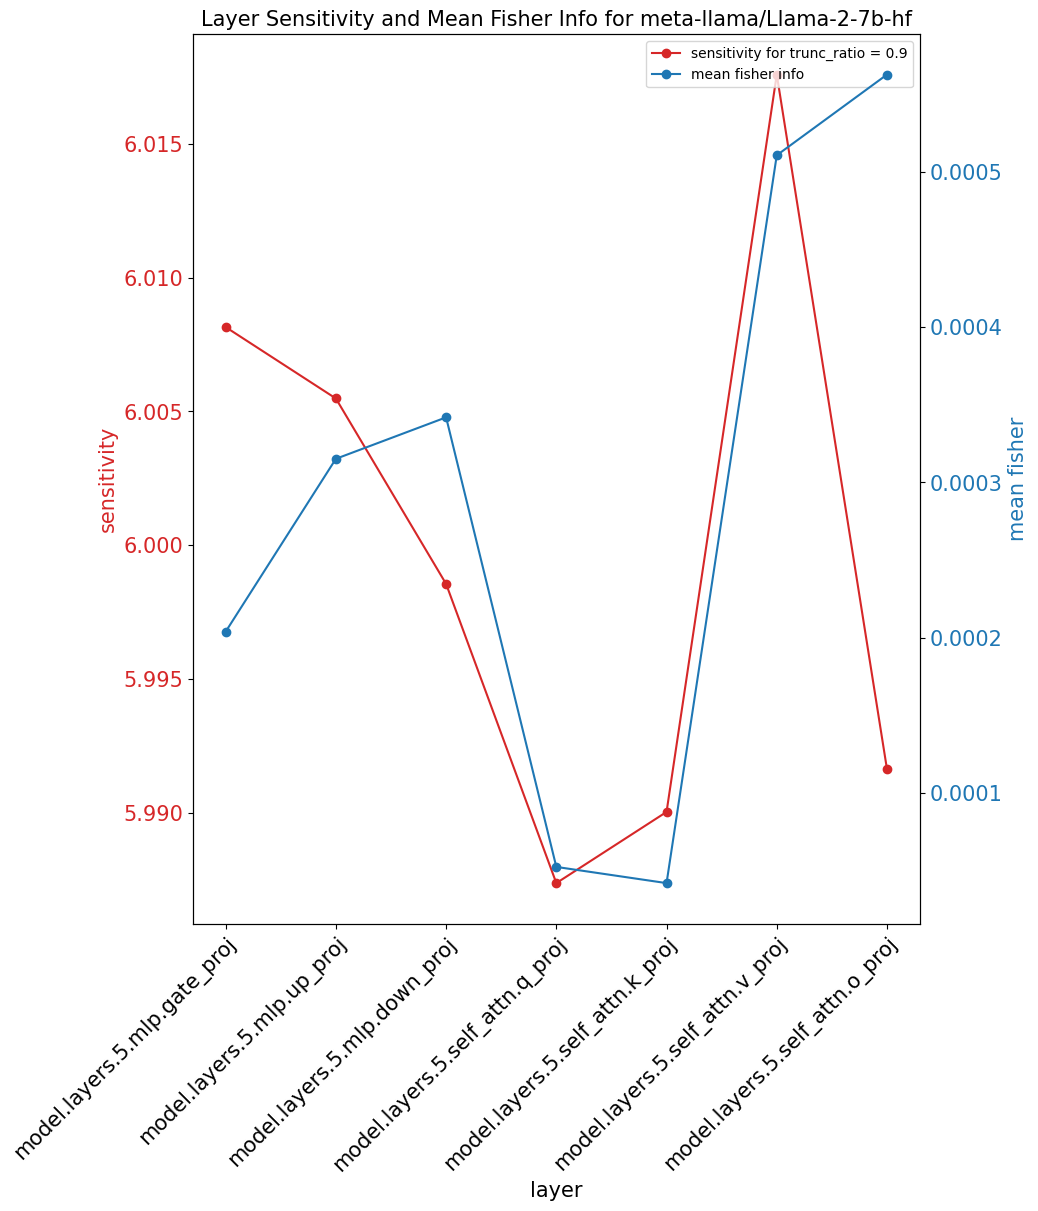 Layer Sensitivity and Mean Fisher Info for meta-llama/Llama-2-7b-hf
sensitivity for trunc_ratio = 0.9
mean fisher info
6.015
6.010
6.005
6.000
5.995
5.990
sensitivity
0.0005
0.0004
0.0003
0.0002
0.0001
mean fisher
model.layers.5.mlp.gate_proj
model.layers.5.mlp.up_proj
model.layers.5.mlp.down_proj
model.layers.5.self_attn.q_proj
model.layers.5.self_attn.k_proj
model.layers.5.self_attn.v_proj
model.layers.5.self_attn.o_proj
layer